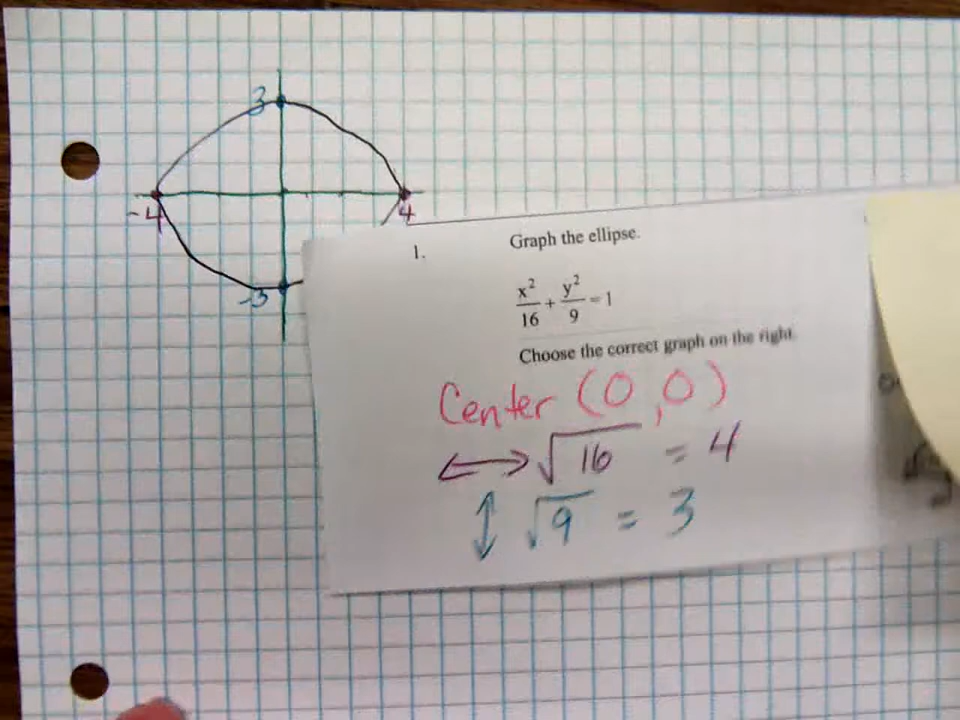 3
-4
4
-3
1. Graph the ellipse.
x²/16 + y²/9 = 1
Choose the correct graph on the right.
Center (0,0)
↔ √16 = 4
↕ √9 = 3